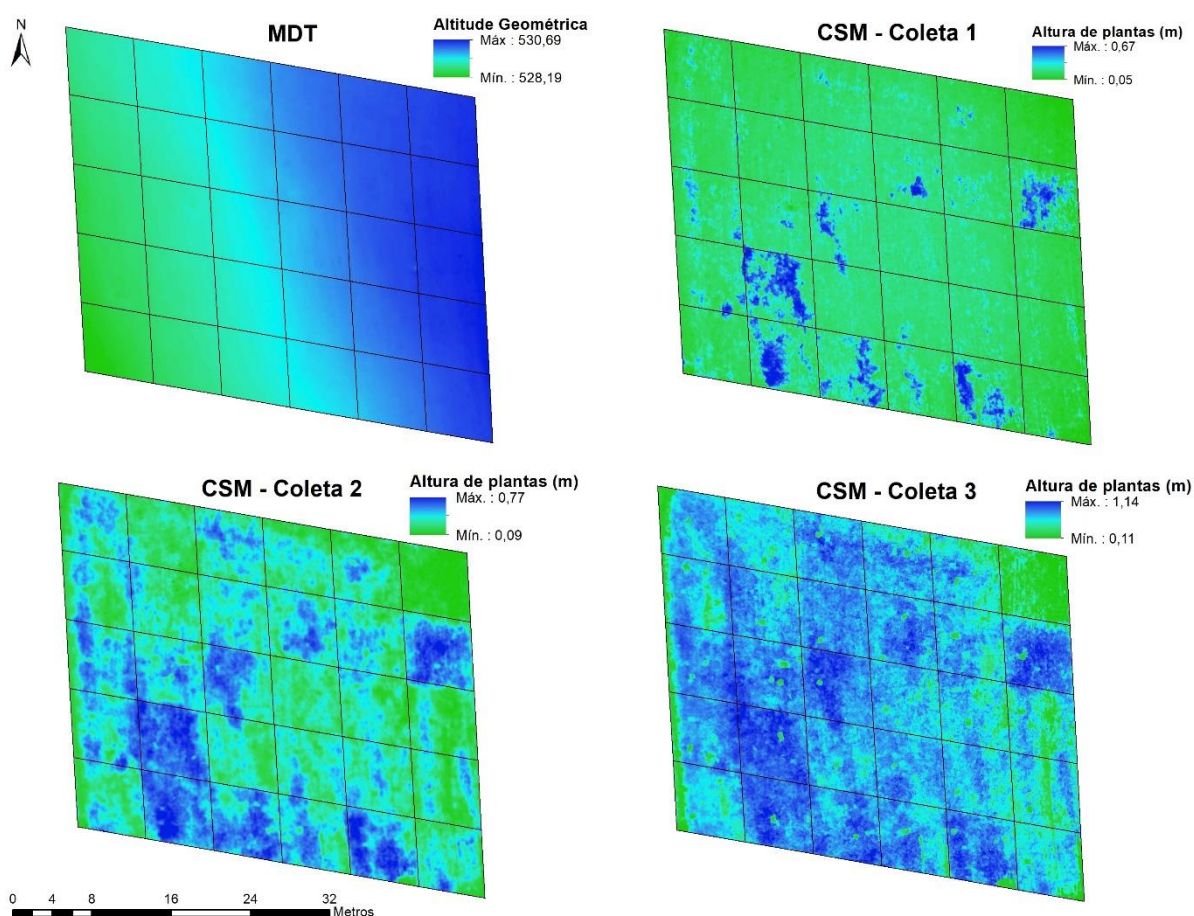 N
MDT
Altitude Geométrica
Máx : 530,69
Mín. : 528,19
CSM - Coleta 1
Altura de plantas (m)
Máx. : 0,67
Mín. : 0,05
CSM - Coleta 2
Altura de plantas (m)
Máx. : 0,77
Mín. : 0,09
CSM - Coleta 3
Altura de plantas (m)
Máx. : 1,14
Mín. : 0,11
0 4 8 16 24 32
Metros